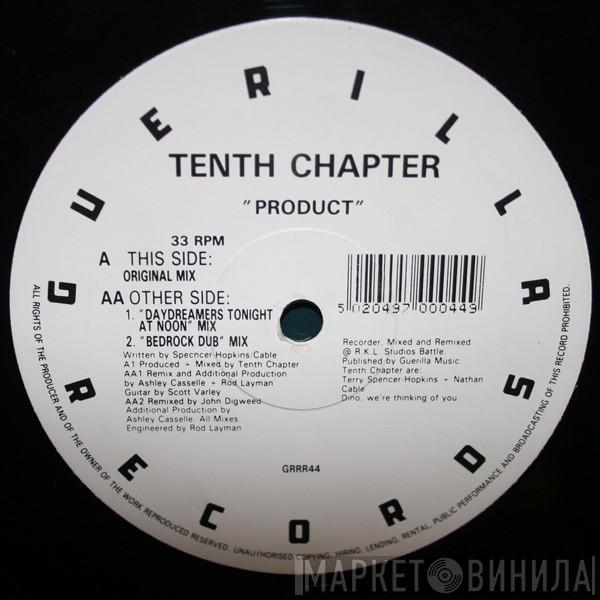 GUERILLA RECORDS
TENTH CHAPTER
"PRODUCT"
33 RPM
A THIS SIDE:
ORIGINAL MIX
AA OTHER SIDE:
1. "DAYDREAMERS TONIGHT
AT NOON" MIX
2. "BEDROCK DUB" MIX
Written by Specncer-Hopkins/Cable
A1 Produced + Mixed by Tenth Chapter
AA1 Remix and Additional Production
by Ashley Casselle + Rod Layman
Guitar by Scott Varley
AA2 Remixed by John Digweed
Additional Production by
Ashley Casselle All Mixes
Engineered by Rod Layman
5 020497 000449
Recorder, Mixed and Remixed
@ R.K.L. Studios Battle.
Published by Guerilla Music.
Tenth Chapter are:
Terry Spencer-Hopkins + Nathan
Cable
Dino, we're thinking of you.
GRRR44
ALL RIGHTS OF THE PRODUCER AND OF THE OWNER OF THE WORK REPRODUCED RESERVED. UNAUTHORISED COPYING, HIRING, LENDING, RENTAL, PUBLIC PERFORMANCE AND BROADCASTING OF THIS RECORD PROHIBITED.
МАРКЕТ ВИНИЛА